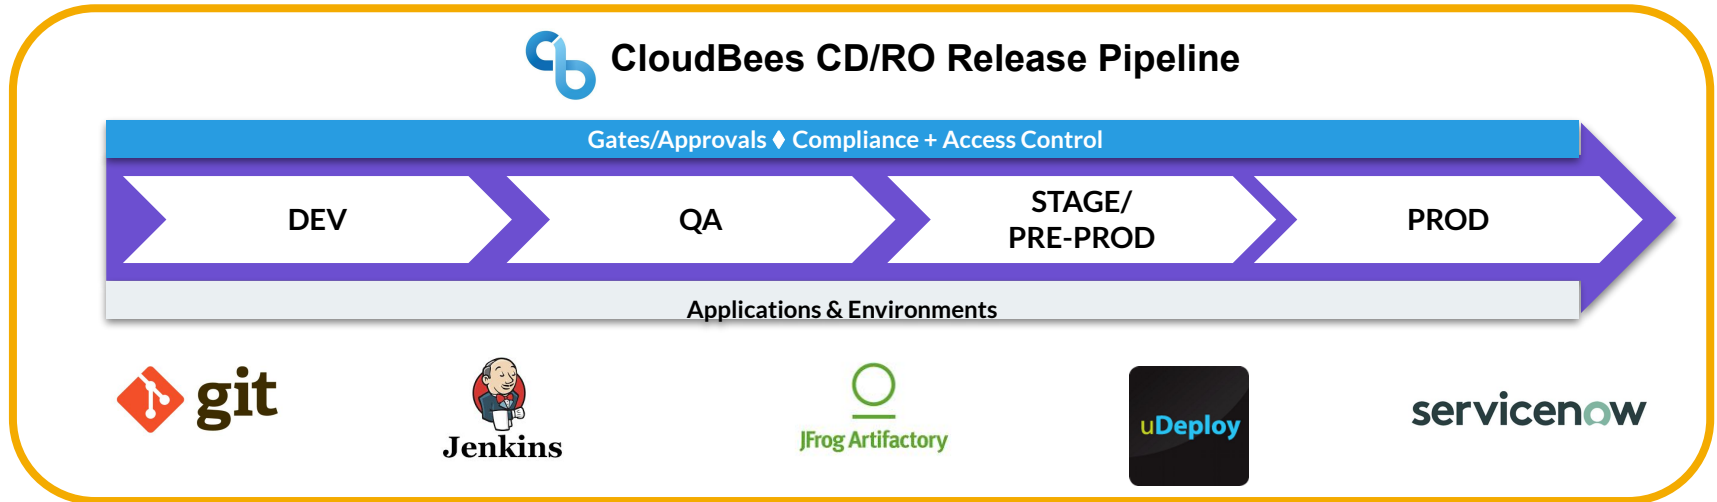 CloudBees CD/RO Release Pipeline
Gates/Approvals ♦ Compliance + Access Control
DEV
QA
STAGE/
PRE-PROD
PROD
Applications & Environments
git
Jenkins
JFrog Artifactory
uDeploy
servicenow